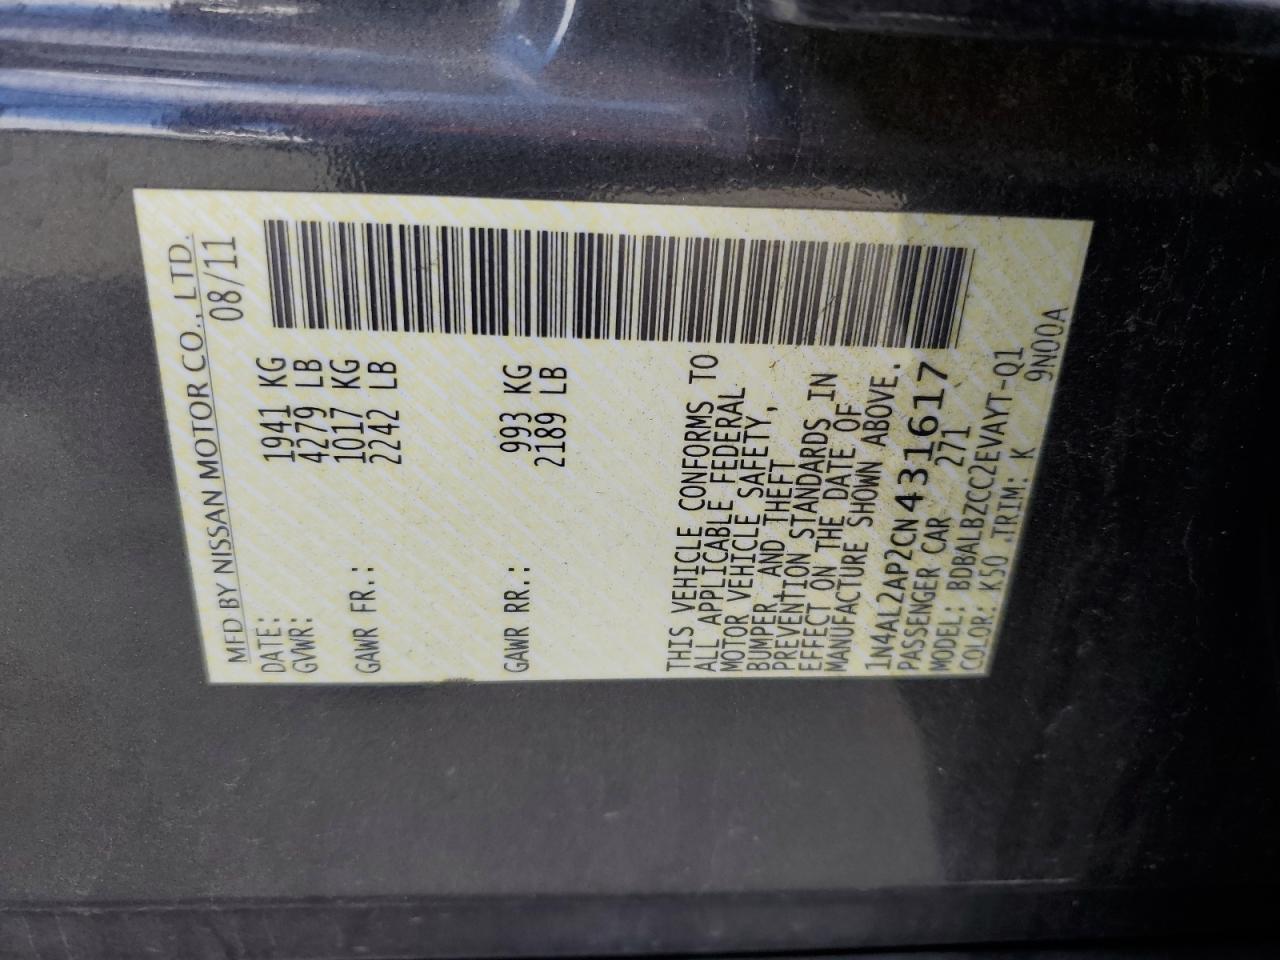 MFD BY NISSAN MOTOR CO., LTD.
DATE: 08/11
GVWR: 1941 KG
4279 LB
GAWR FR.: 1017 KG
2242 LB
GAWR RR.: 993 KG
2189 LB
THIS VEHICLE CONFORMS TO
ALL APPLICABLE FEDERAL
MOTOR VEHICLE SAFETY,
BUMPER, AND THEFT
PREVENTION STANDARDS IN
EFFECT ON THE DATE OF
MANUFACTURE SHOWN ABOVE.
1N4AL2AP2CN431617
PASSENGER CAR 271
MODEL: BDBALBZCC2EVAYT-Q1
COLOR: K50 .TRIM: K 9N00A